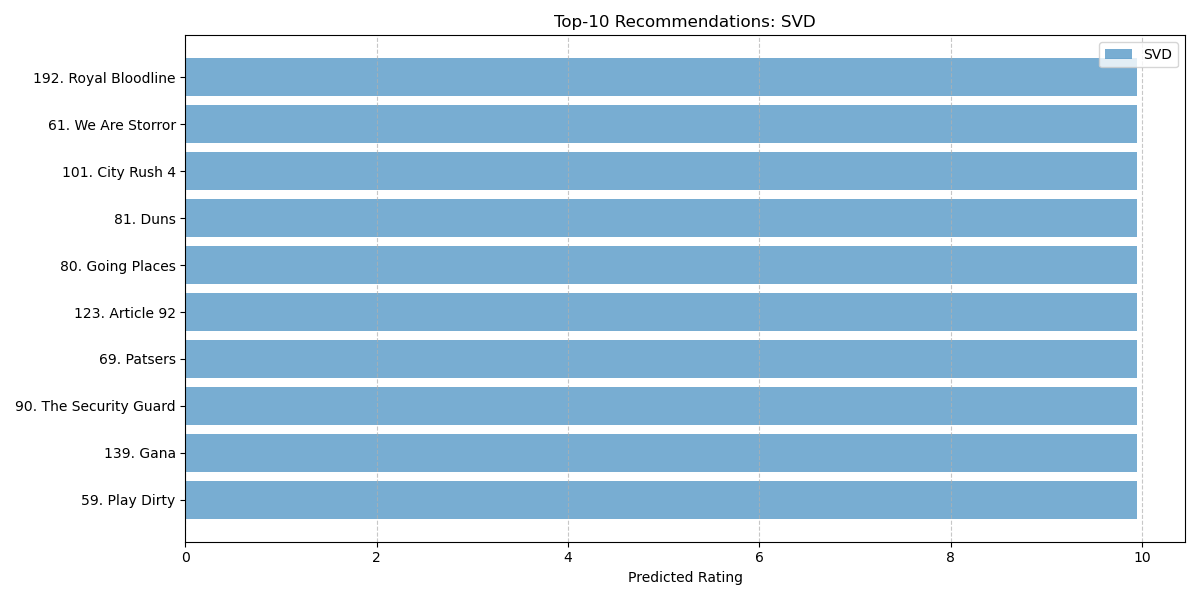 Top-10 Recommendations: SVD
SVD
192. Royal Bloodline
61. We Are Storror
101. City Rush 4
81. Duns
80. Going Places
123. Article 92
69. Patsers
90. The Security Guard
139. Gana
59. Play Dirty
0 2 4 6 8 10
Predicted Rating